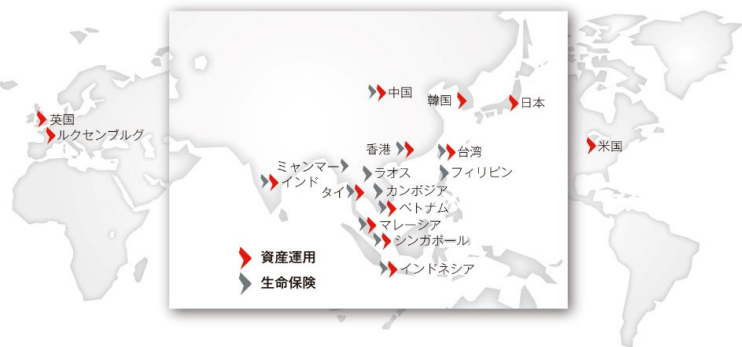 中国
韓国
日本
英国
ルクセンブルグ
米国
香港
台湾
ミャンマー
ラオス
フィリピン
インド
タイ
カンボジア
ベトナム
マレーシア
シンガポール
資産運用
インドネシア
生命保険